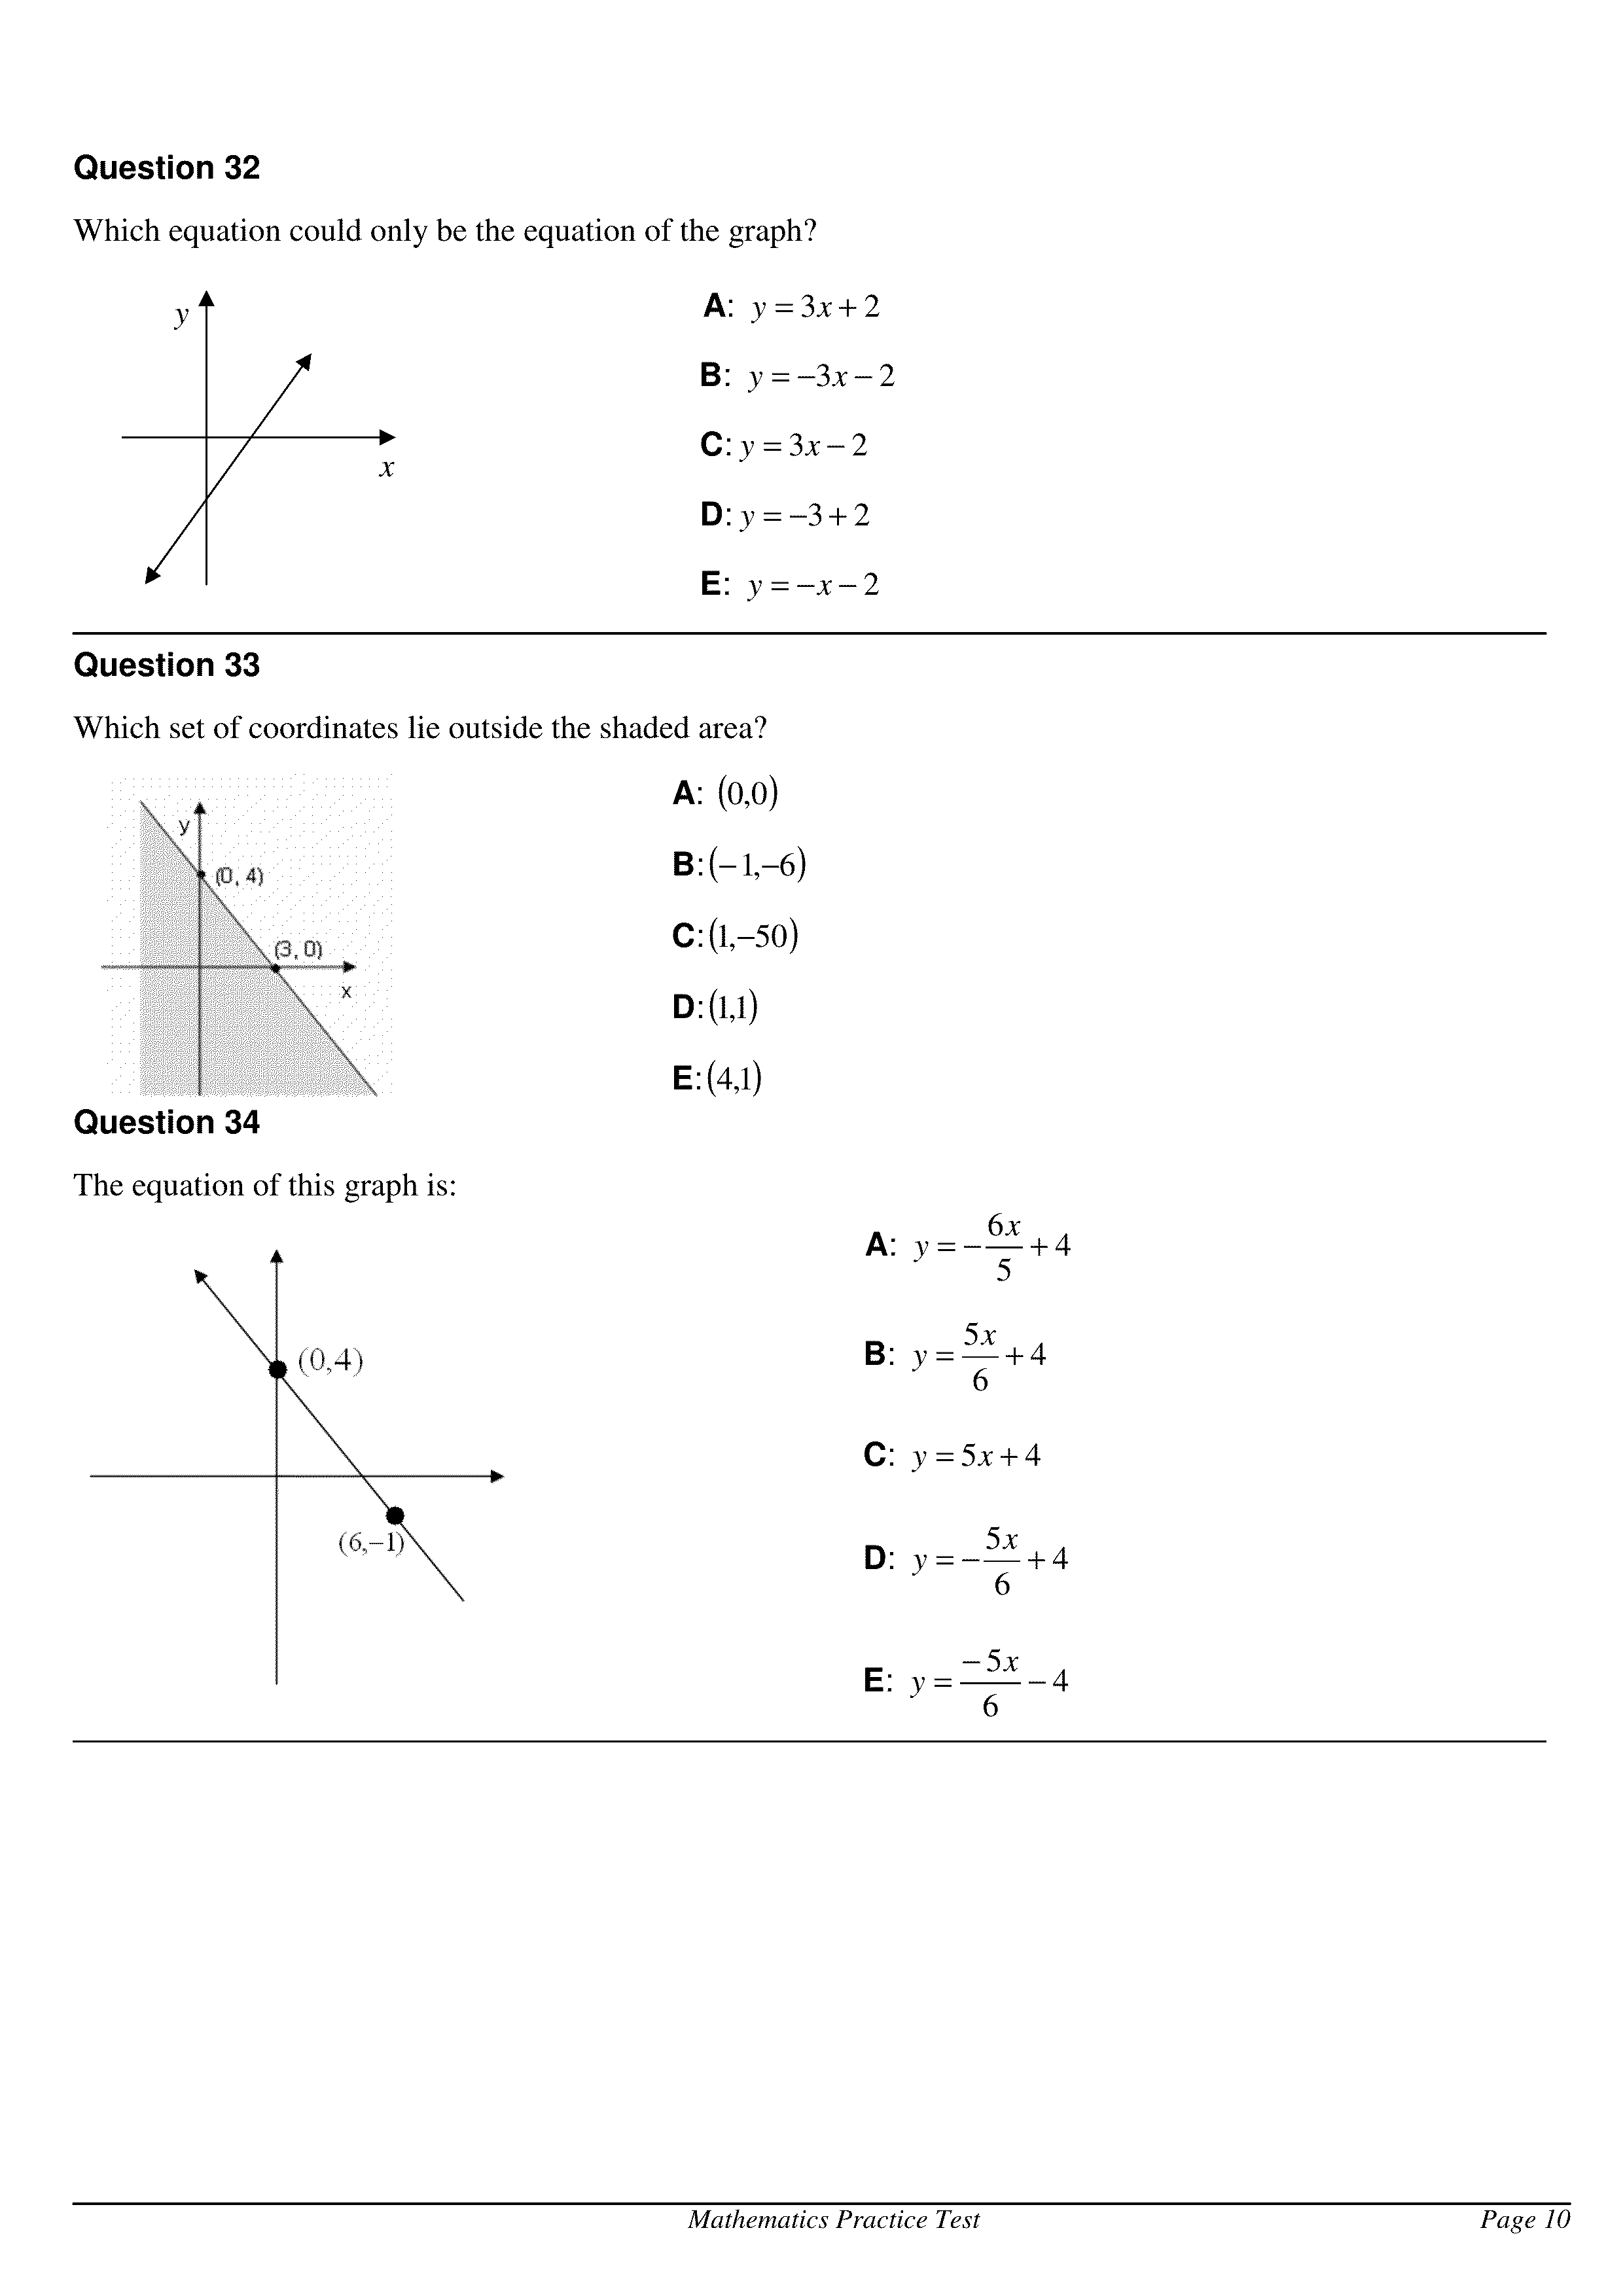 Question 32
Which equation could only be the equation of the graph?
y
x
A: y = 3x + 2
B: y = −3x − 2
C: y = 3x − 2
D: y = −3 + 2
E: y = −x − 2
Question 33
Which set of coordinates lie outside the shaded area?
y
(0, 4)
(3, 0)
x
A: (0,0)
B: (−1,−6)
C: (1,−50)
D: (1,1)
E: (4,1)
Question 34
The equation of this graph is:
(0,4)
(6,−1)
A: y = −6x/5 + 4
B: y = 5x/6 + 4
C: y = 5x + 4
D: y = −5x/6 + 4
E: y = −5x/6 − 4
Mathematics Practice Test Page 10